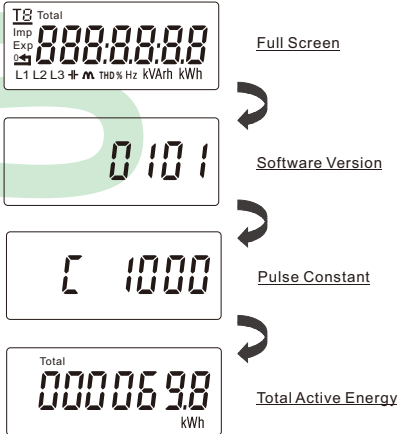 T8 Total
Imp
Exp
888:8:8.8.8
L1 L2 L3 THD% Hz kVArh kWh
Full Screen
0101
Software Version
C 1000
Pulse Constant
Total
000069.8
kWh
Total Active Energy